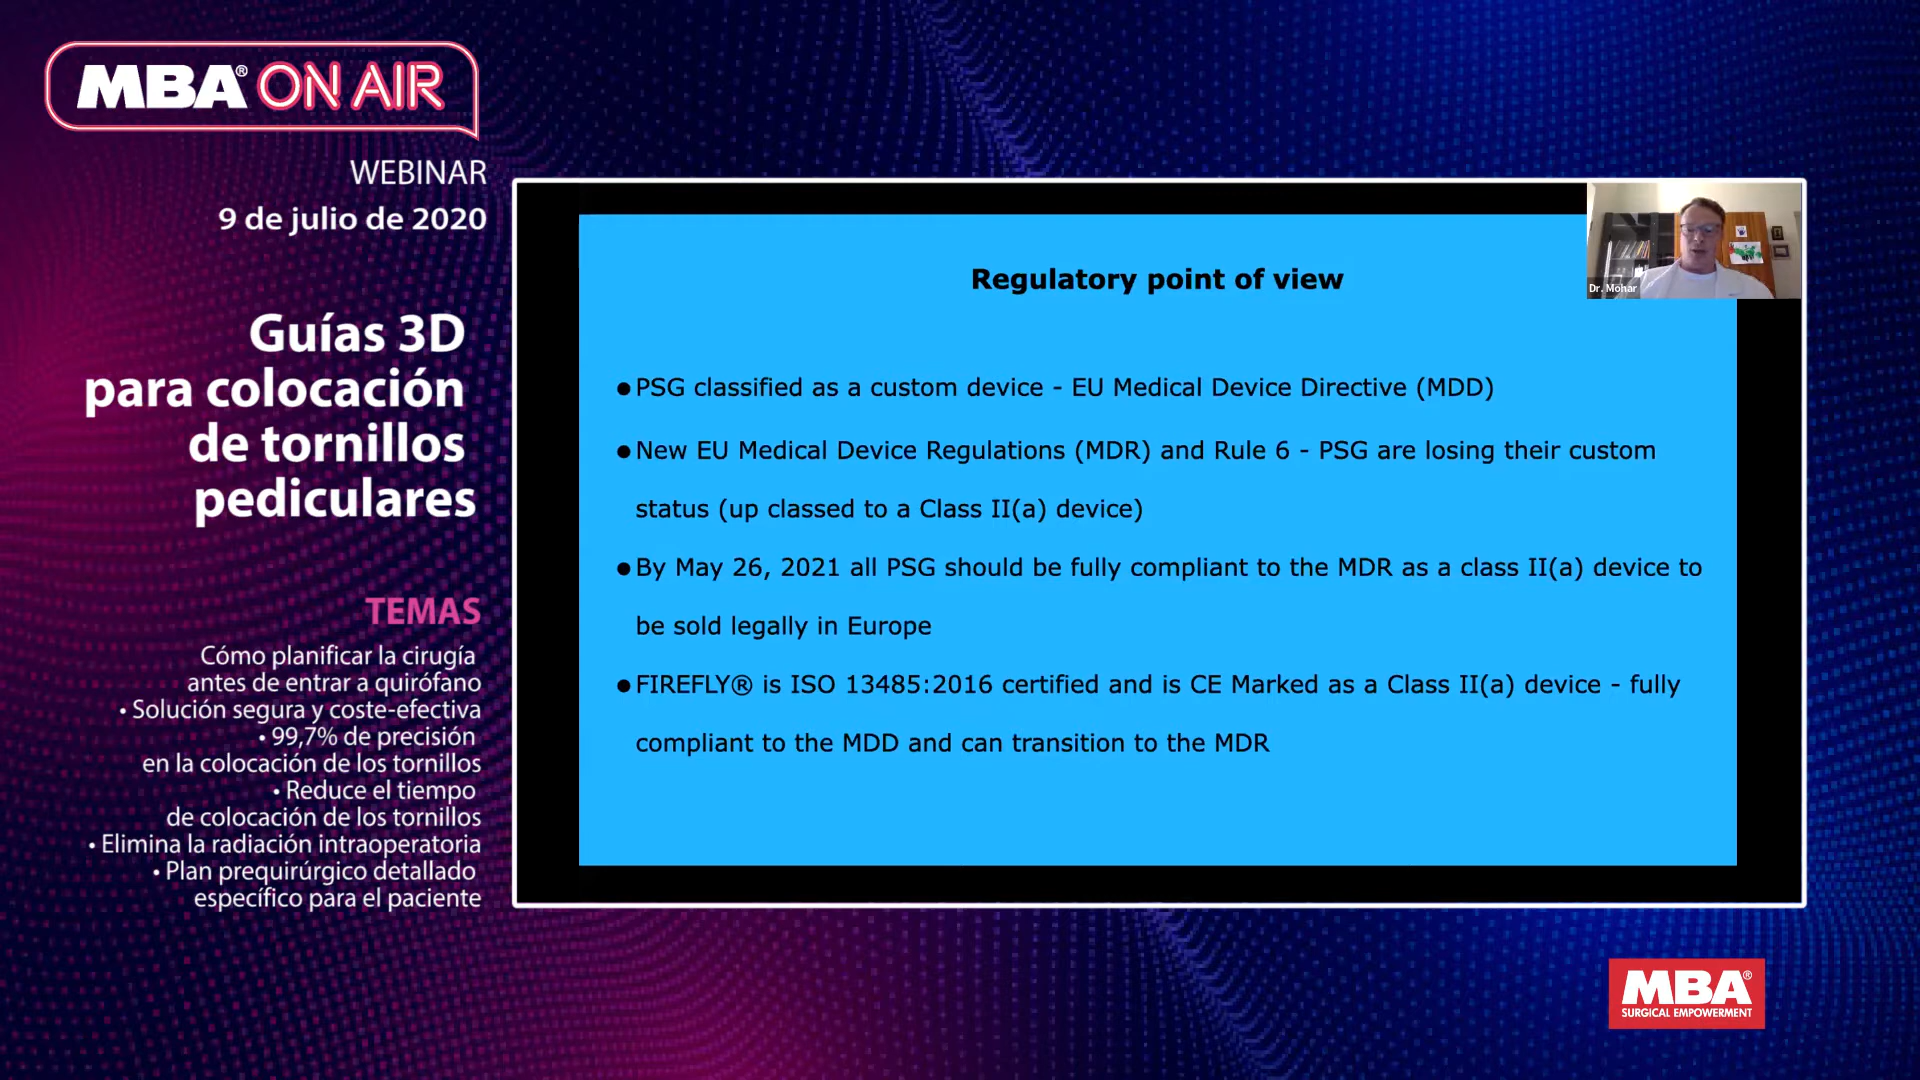 MBA® ON AIR
WEBINAR
9 de julio de 2020
Guías 3D
para colocación
de tornillos
pediculares
TEMAS
Cómo planificar la cirugía
antes de entrar a quirófano
• Solución segura y coste-efectiva
• 99,7% de precisión
en la colocación de los tornillos
• Reduce el tiempo
de colocación de los tornillos
• Elimina la radiación intraoperatoria
• Plan prequirúrgico detallado
específico para el paciente
Regulatory point of view
● PSG classified as a custom device - EU Medical Device Directive (MDD)
● New EU Medical Device Regulations (MDR) and Rule 6 - PSG are losing their custom
status (up classed to a Class II(a) device)
● By May 26, 2021 all PSG should be fully compliant to the MDR as a class II(a) device to
be sold legally in Europe
● FIREFLY® is ISO 13485:2016 certified and is CE Marked as a Class II(a) device - fully
compliant to the MDD and can transition to the MDR
Dr. Mohar
MBA®
SURGICAL EMPOWERMENT